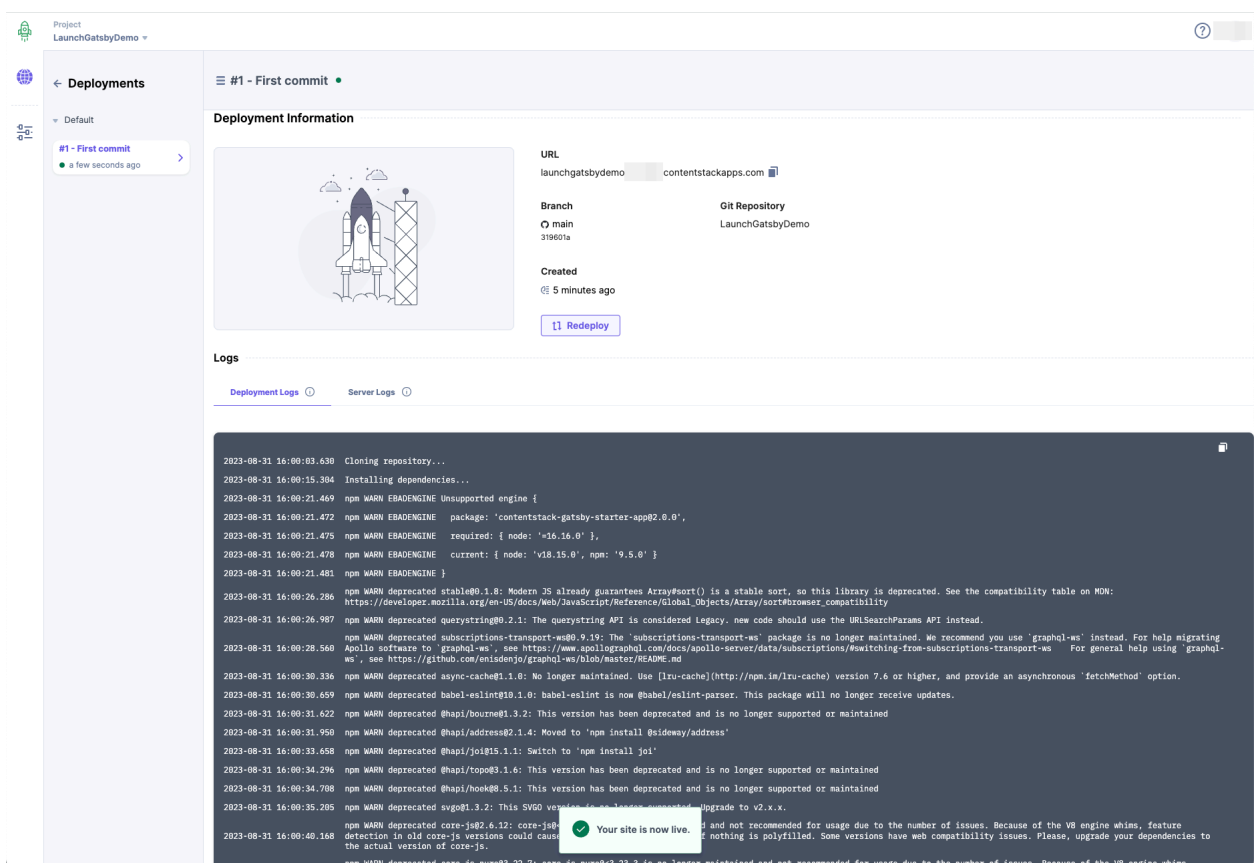 Project
LaunchGatsbyDemo
Deployments
#1 - First commit
Default
#1 - First commit
a few seconds ago
Deployment Information
URL
launchgatsbydemo contentstackapps.com
Branch Git Repository
main LaunchGatsbyDemo
319601a
Created
5 minutes ago
Redeploy
Logs
Deployment Logs Server Logs
2023-08-31 16:00:03.630 Cloning repository...
2023-08-31 16:00:15.304 Installing dependencies...
2023-08-31 16:00:21.469 npm WARN EBADENGINE Unsupported engine {
2023-08-31 16:00:21.472 npm WARN EBADENGINE package: 'contentstack-gatsby-starter-app@2.0.0',
2023-08-31 16:00:21.475 npm WARN EBADENGINE required: { node: '=16.16.0' },
2023-08-31 16:00:21.478 npm WARN EBADENGINE current: { node: 'v18.15.0', npm: '9.5.0' }
2023-08-31 16:00:21.481 npm WARN EBADENGINE }
2023-08-31 16:00:26.286 npm WARN deprecated stable@0.1.8: Modern JS already guarantees Array#sort() is a stable sort, so this library is deprecated. See the compatibility table on MDN:
https://developer.mozilla.org/en-US/docs/Web/JavaScript/Reference/Global_Objects/Array/sort#browser_compatibility
2023-08-31 16:00:26.987 npm WARN deprecated querystring@0.2.1: The querystring API is considered Legacy. new code should use the URLSearchParams API instead.
2023-08-31 16:00:28.560 npm WARN deprecated subscriptions-transport-ws@0.9.19: The `subscriptions-transport-ws` package is no longer maintained. We recommend you use `graphql-ws` instead. For help migrating
Apollo software to `graphql-ws`, see https://www.apollographql.com/docs/apollo-server/data/subscriptions/#switching-from-subscriptions-transport-ws For general help using `graphql-
ws`, see https://github.com/enisdenjo/graphql-ws/blob/master/README.md
2023-08-31 16:00:30.336 npm WARN deprecated async-cache@1.1.0: No longer maintained. Use [lru-cache](http://npm.im/lru-cache) version 7.6 or higher, and provide an asynchronous `fetchMethod` option.
2023-08-31 16:00:30.659 npm WARN deprecated babel-eslint@10.1.0: babel-eslint is now @babel/eslint-parser. This package will no longer receive updates.
2023-08-31 16:00:31.622 npm WARN deprecated @hapi/bourne@1.3.2: This version has been deprecated and is no longer supported or maintained
2023-08-31 16:00:31.950 npm WARN deprecated @hapi/address@2.1.4: Moved to 'npm install @sideway/address'
2023-08-31 16:00:33.658 npm WARN deprecated @hapi/joi@15.1.1: Switch to 'npm install joi'
2023-08-31 16:00:34.296 npm WARN deprecated @hapi/topo@3.1.6: This version has been deprecated and is no longer supported or maintained
2023-08-31 16:00:34.708 npm WARN deprecated @hapi/hoek@8.5.1: This version has been deprecated and is no longer supported or maintained
2023-08-31 16:00:35.205 npm WARN deprecated svgo@1.3.2: This SVGO version is no longer supported. Upgrade to v2.x.x.
2023-08-31 16:00:40.168 npm WARN deprecated core-js@2.6.12: core-js@ and not recommended for usage due to the number of issues. Because of the V8 engine whims, feature
detection in old core-js versions could cause nothing is polyfilled. Some versions have web compatibility issues. Please, upgrade your dependencies to
the actual version of core-js.
Your site is now live.